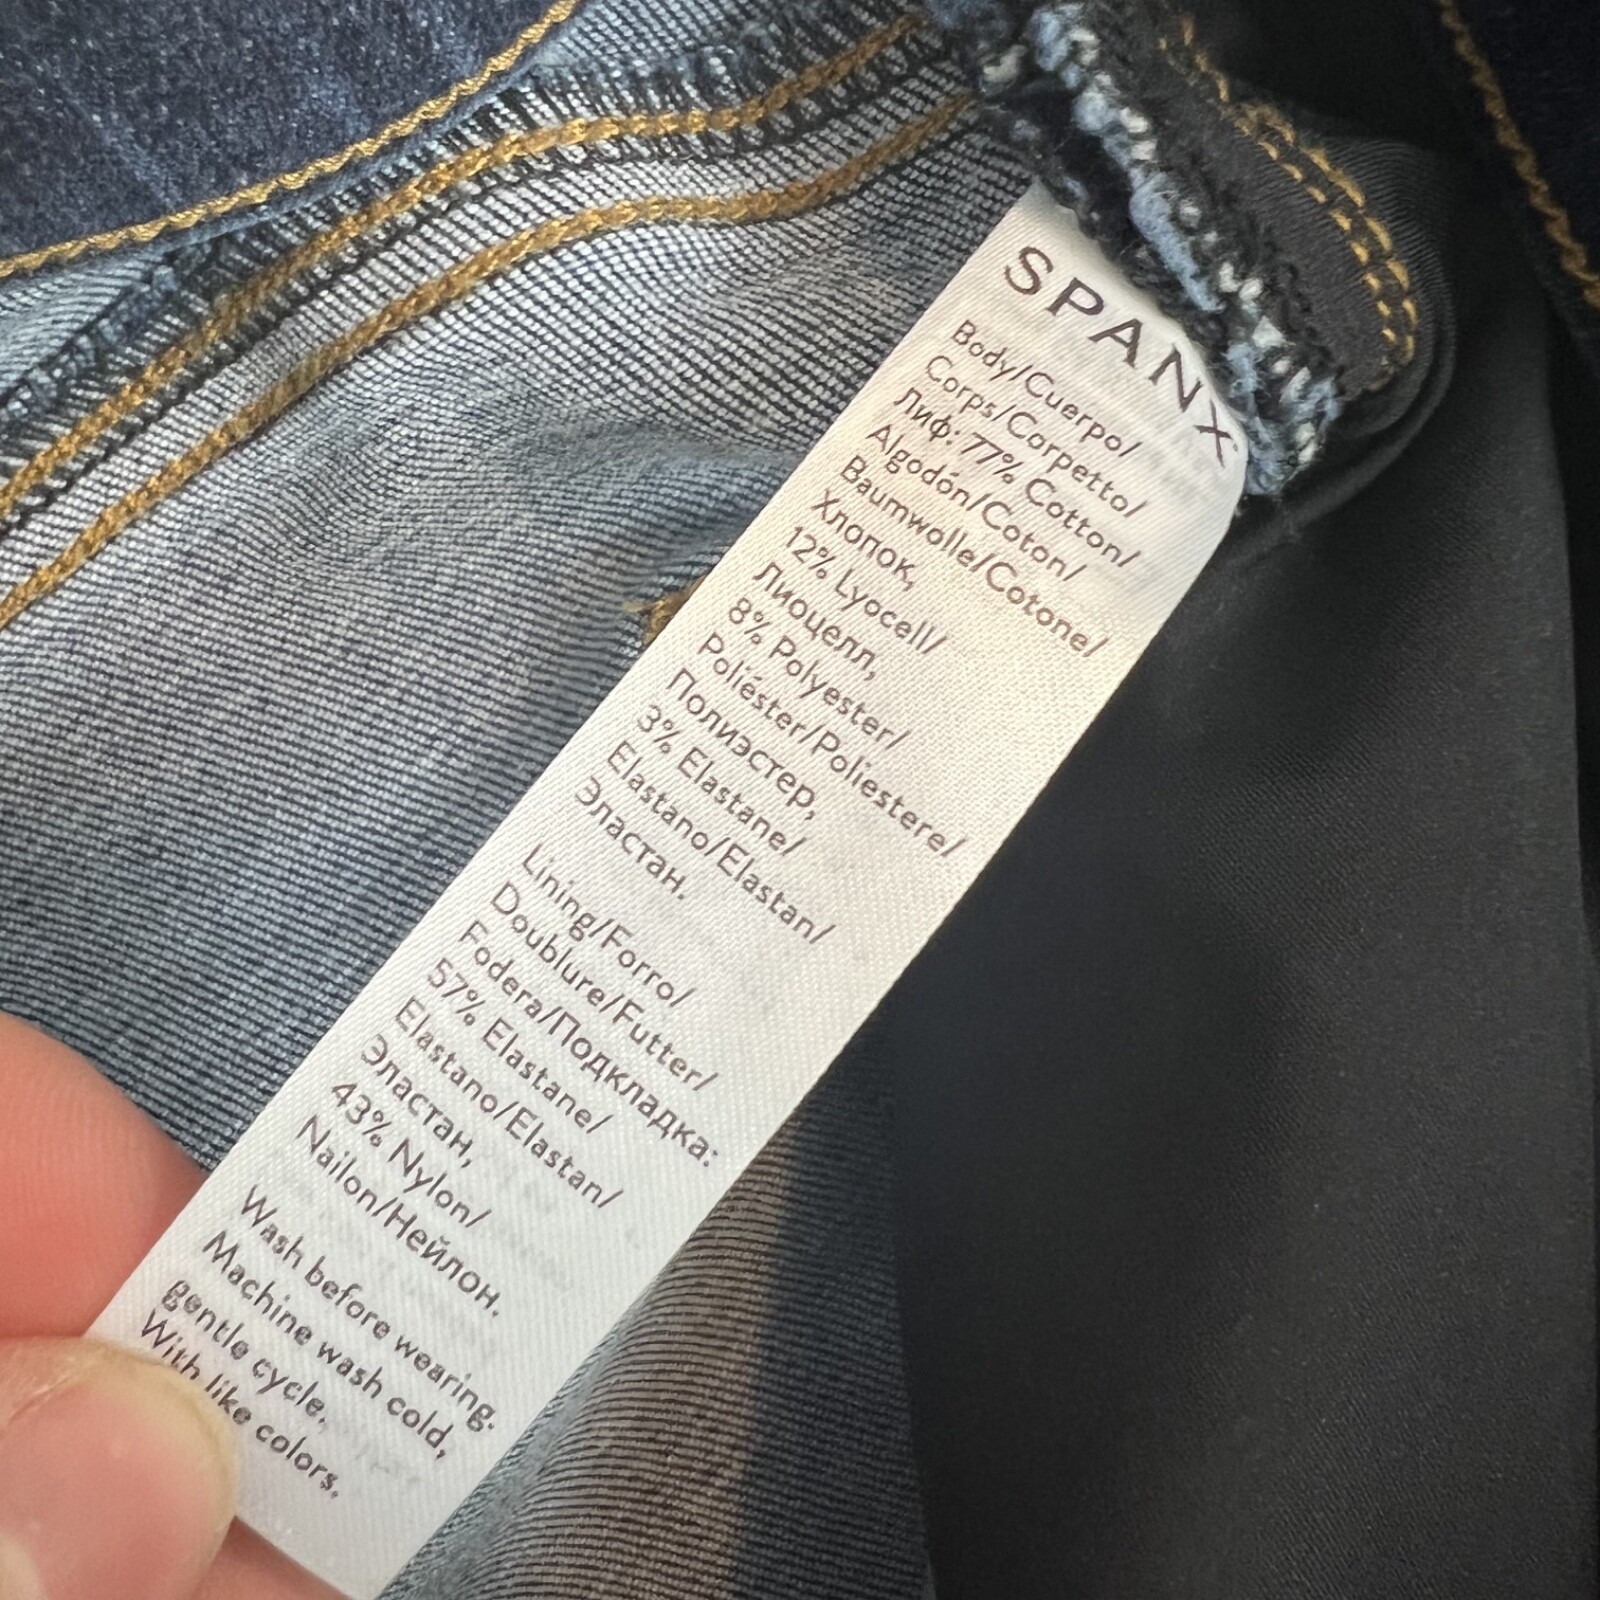 SPANX
Body/Cuerpo/
Corps/Corpetto/
Лиф: 77% Cotton/
Algodón/Coton/
Baumwolle/Cotone/
Хлопок,
12% Lyocell/
Лиоцелл,
8% Polyester/
Poliéster/Poliestere/
Полиэстер,
3% Elastane/
Elastano/Elastan/
Эластан.
Lining/Forro/
Doublure/Futter/
Fodera/Подкладка:
57% Elastane/
Elastano/Elastan/
Эластан,
43% Nylon/
Nailon/Нейлон.
Wash before wearing.
Machine wash cold,
gentle cycle,
With like colors.